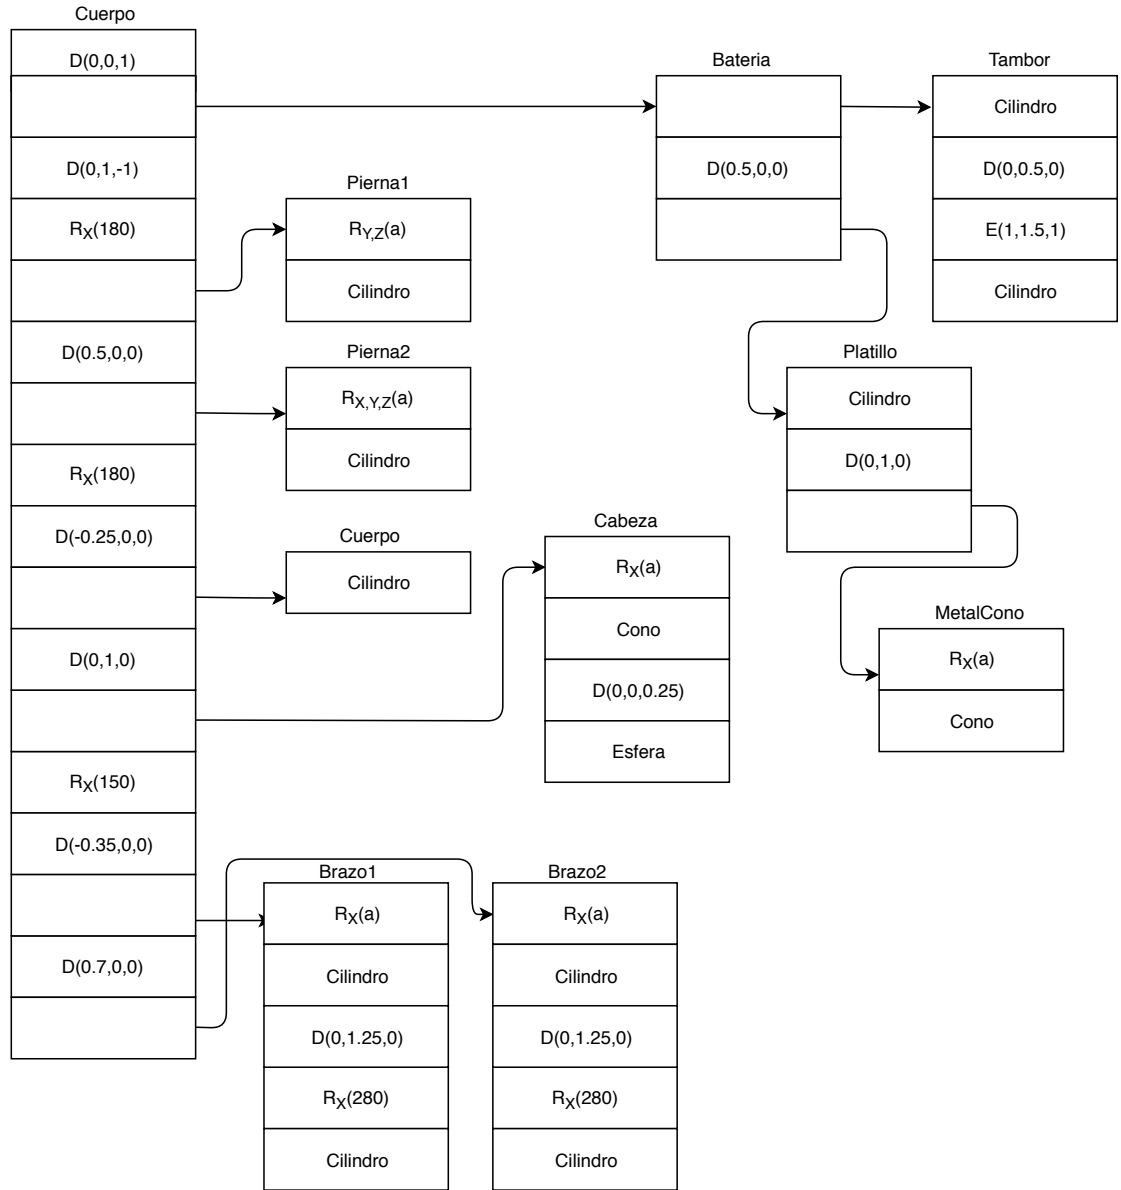 Cuerpo
D(0,0,1)
D(0,1,-1)
RX(180)
D(0.5,0,0)
RX(180)
D(-0.25,0,0)
D(0,1,0)
RX(150)
D(-0.35,0,0)
D(0.7,0,0)
Bateria
D(0.5,0,0)
Tambor
Cilindro
D(0,0.5,0)
E(1,1.5,1)
Cilindro
Pierna1
RY,Z(a)
Cilindro
Pierna2
RX,Y,Z(a)
Cilindro
Cuerpo
Cilindro
Platillo
Cilindro
D(0,1,0)
Cabeza
RX(a)
Cono
D(0,0,0.25)
Esfera
MetalCono
RX(a)
Cono
Brazo1
RX(a)
Cilindro
D(0,1.25,0)
RX(280)
Cilindro
Brazo2
RX(a)
Cilindro
D(0,1.25,0)
RX(280)
Cilindro